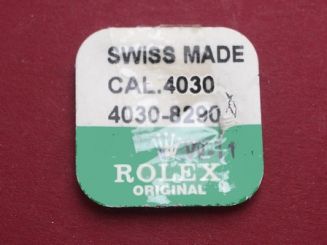 SWISS MADE
CAL.4030
4030-8290
ROLEX
ORIGINAL